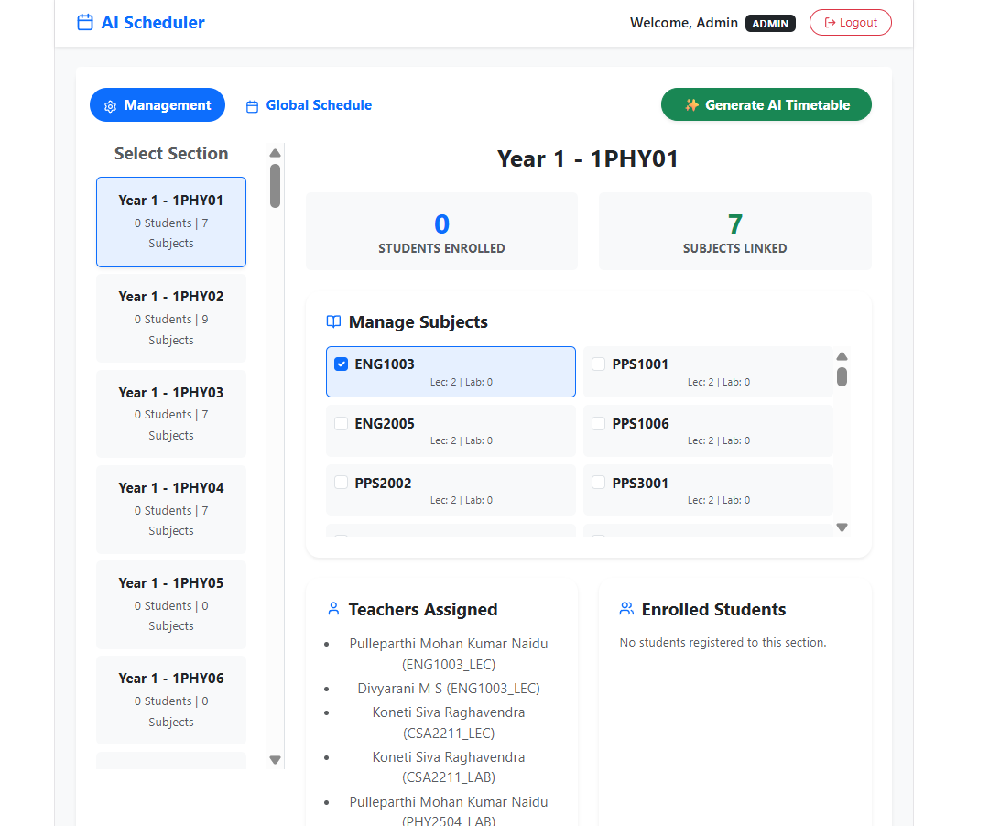 AI Scheduler
Welcome, Admin ADMIN Logout
Management Global Schedule Generate AI Timetable
Select Section
Year 1 - 1PHY01
0 Students | 7
Subjects
Year 1 - 1PHY02
0 Students | 9
Subjects
Year 1 - 1PHY03
0 Students | 7
Subjects
Year 1 - 1PHY04
0 Students | 7
Subjects
Year 1 - 1PHY05
0 Students | 0
Subjects
Year 1 - 1PHY06
0 Students | 0
Subjects
Year 1 - 1PHY01
0
STUDENTS ENROLLED
7
SUBJECTS LINKED
Manage Subjects
ENG1003
Lec: 2 | Lab: 0
PPS1001
Lec: 2 | Lab: 0
ENG2005
Lec: 2 | Lab: 0
PPS1006
Lec: 2 | Lab: 0
PPS2002
Lec: 2 | Lab: 0
PPS3001
Lec: 2 | Lab: 0
Teachers Assigned
Pulleparthi Mohan Kumar Naidu
(ENG1003_LEC)
Divyarani M S (ENG1003_LEC)
Koneti Siva Raghavendra
(CSA2211_LEC)
Koneti Siva Raghavendra
(CSA2211_LAB)
Pulleparthi Mohan Kumar Naidu
(PHY2504_LAB)
Enrolled Students
No students registered to this section.